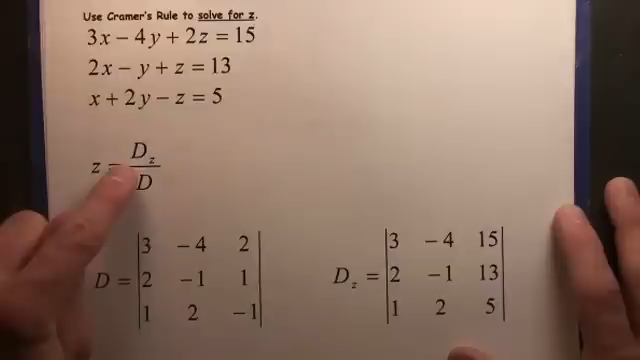 Use Cramer's Rule to solve for z.
3x − 4y + 2z = 15
2x − y + z = 13
x + 2y − z = 5
z = D_z / D
D = |3 −4 2| D_z = |3 −4 15|
|2 −1 1| |2 −1 13|
|1 2 −1| |1 2 5|